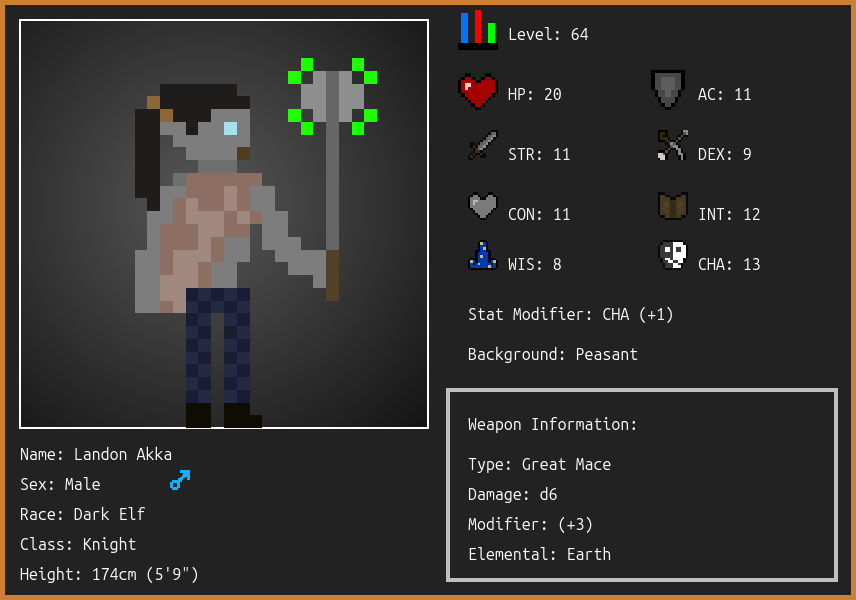 Level: 64
HP: 20
AC: 11
STR: 11
DEX: 9
CON: 11
INT: 12
WIS: 8
CHA: 13
Stat Modifier: CHA (+1)
Background: Peasant
Weapon Information:
Type: Great Mace
Damage: d6
Modifier: (+3)
Elemental: Earth
Name: Landon Akka
Sex: Male
Race: Dark Elf
Class: Knight
Height: 174cm (5'9")